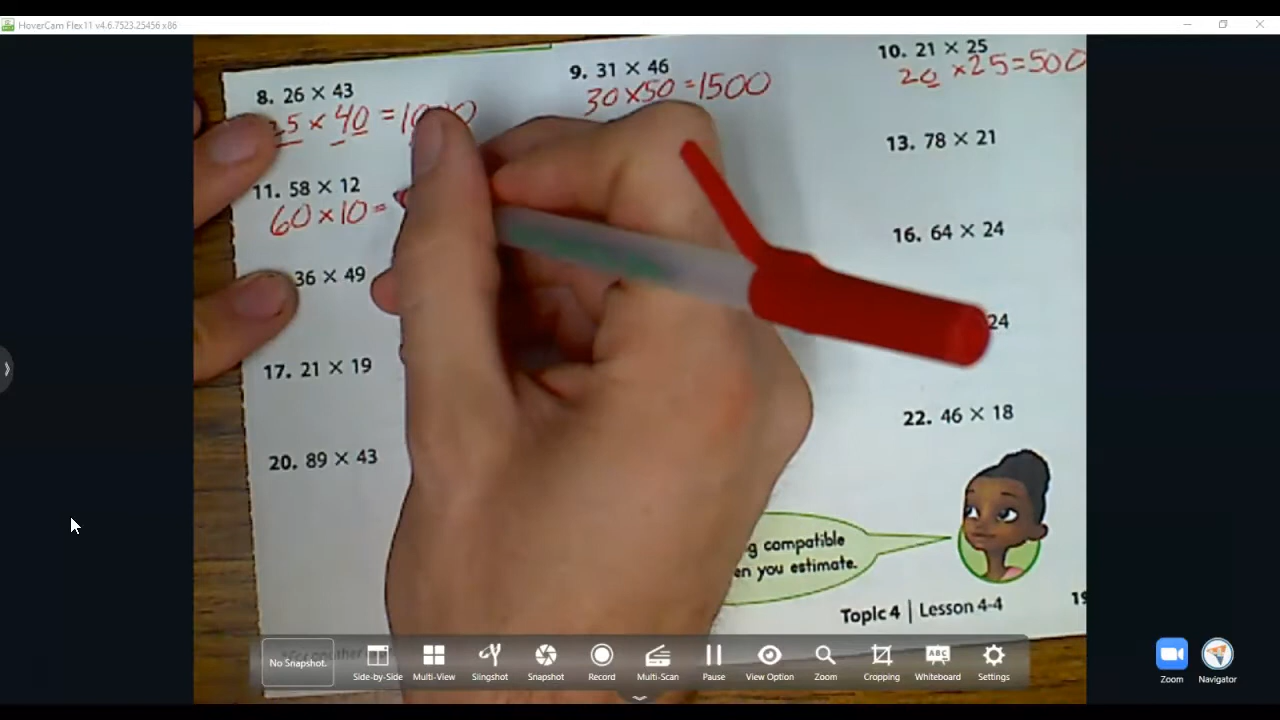 HoverCam Flex11 v4.6.7523.25456 x86
8. 26 × 43
9. 31 × 46
30×50=1500
10. 21 × 25
20 ×25=500
× 40 =
11. 58 × 12
60×10=
13. 78 × 21
36 × 49
16. 64 × 24
17. 21 × 19
24
20. 89 × 43
22. 46 × 18
compatible
you estimate.
Topic 4 | Lesson 4-4
No Snapshot.
Side-by-Side
Multi-View
Slingshot
Snapshot
Record
Multi-Scan
Pause
View Option
Zoom
Cropping
ABC
Whiteboard
Settings
Zoom
Navigator